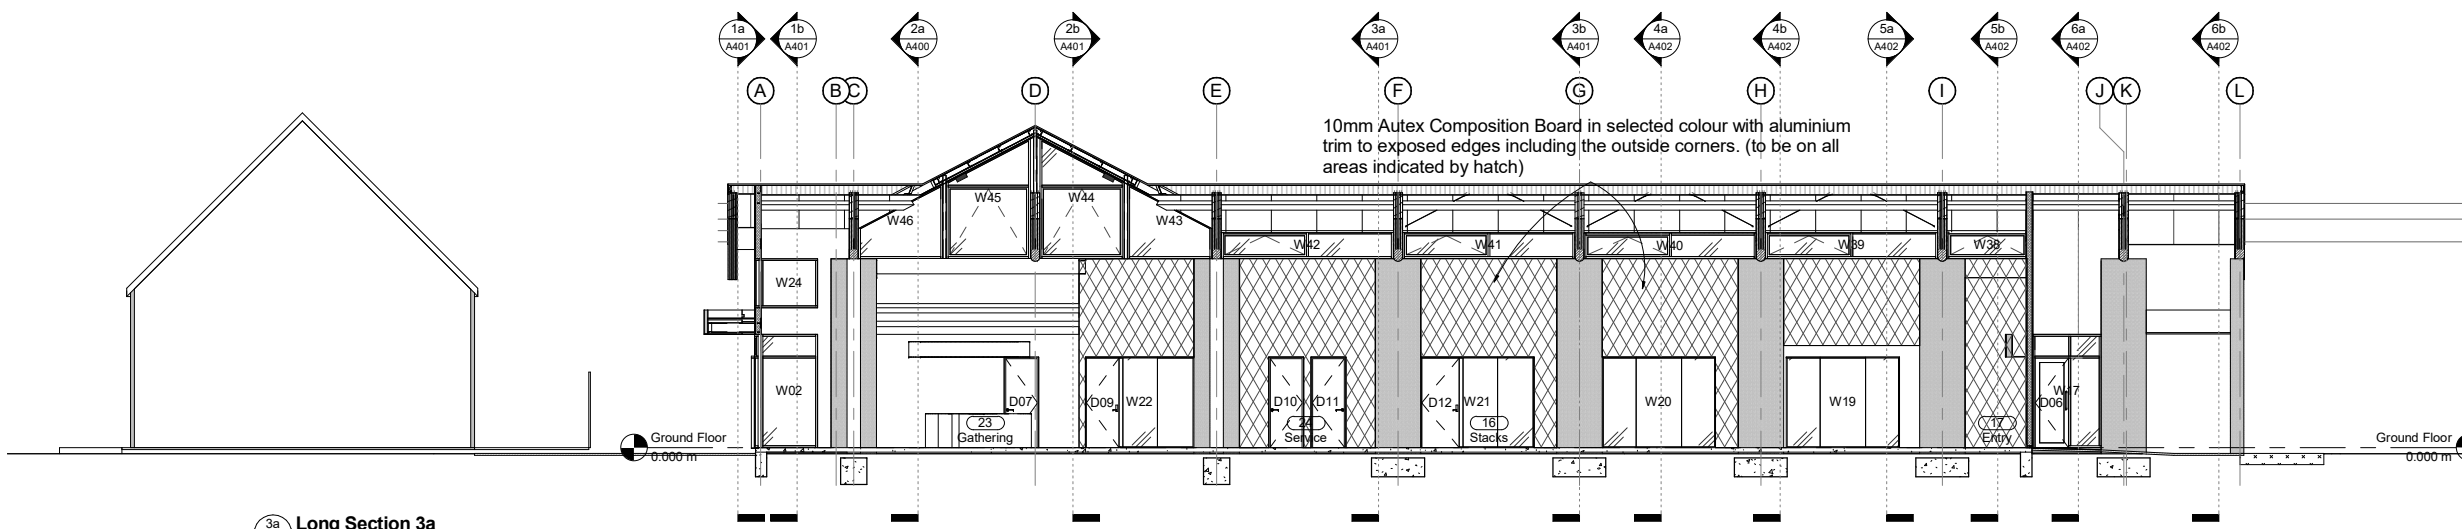 1a 1b 2a 2b 3a 3b 4a 4b 5a 5b 6a 6b
A401 A401 A400 A401 A401 A401 A402 A402 A402 A402 A402 A402
A B C D E F G H I J K L
10mm Autex Composition Board in selected colour with aluminium
trim to exposed edges including the outside corners. (to be on all
areas indicated by hatch)
W45 W44
W46 W43
W42 W41 W40 W39 W38
W24
W02 W17
D07 D09 W22 D10 D11 D12 W21 W20 W19 D06
23 24 16 17
Gathering Service Stacks Entry
Ground Floor Ground Floor
0.000 m 0.000 m
3a Long Section 3a